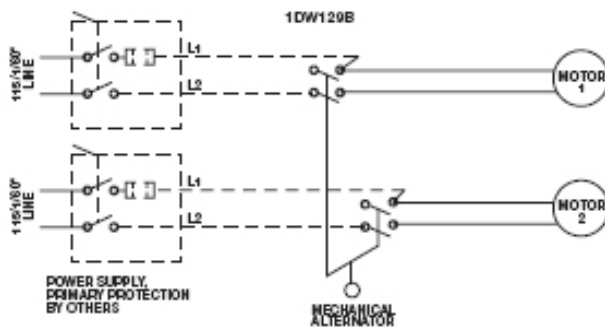 1DW129B
115/1/60"
LINE
L1
L2
MOTOR
1
115/1/60"
LINE
L1
L2
MOTOR
2
POWER SUPPLY,
PRIMARY PROTECTION
BY OTHERS
MECHANICAL
ALTERNATOR